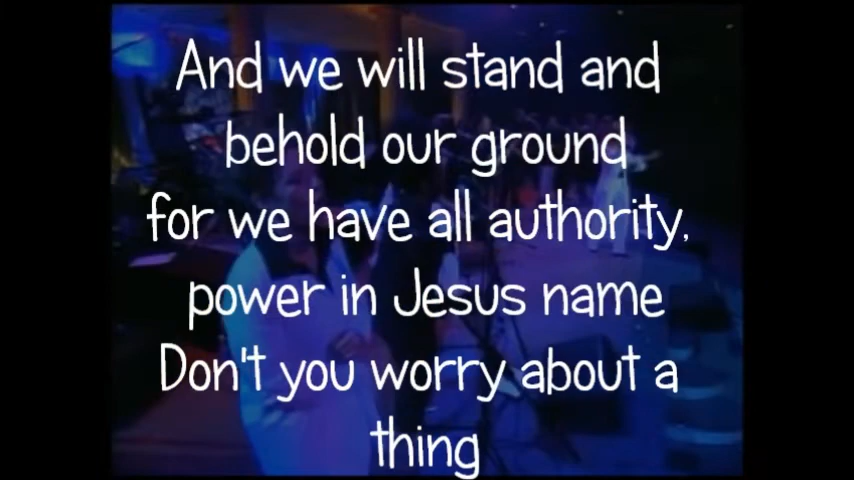 And we will stand and
behold our ground
for we have all authority,
power in Jesus name
Don't you worry about a
thing